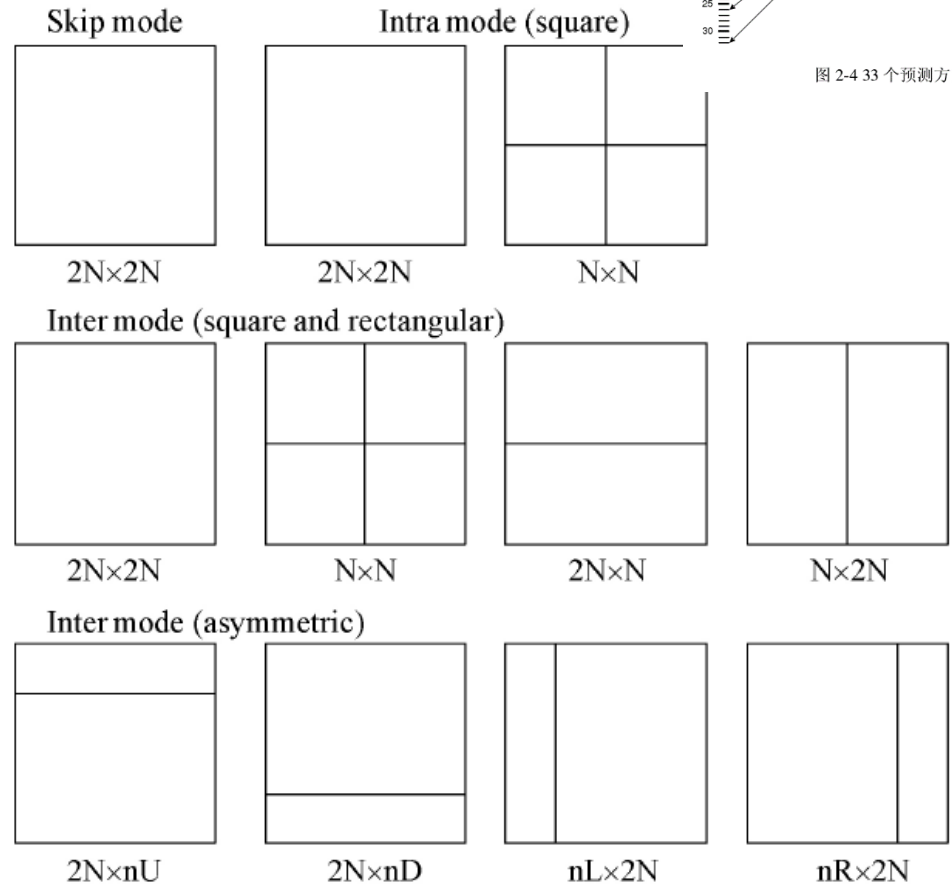 Skip mode
Intra mode (square)
25
30
图 2-4 33 个预测方
2N×2N
2N×2N
N×N
Inter mode (square and rectangular)
2N×2N
N×N
2N×N
N×2N
Inter mode (asymmetric)
2N×nU
2N×nD
nL×2N
nR×2N